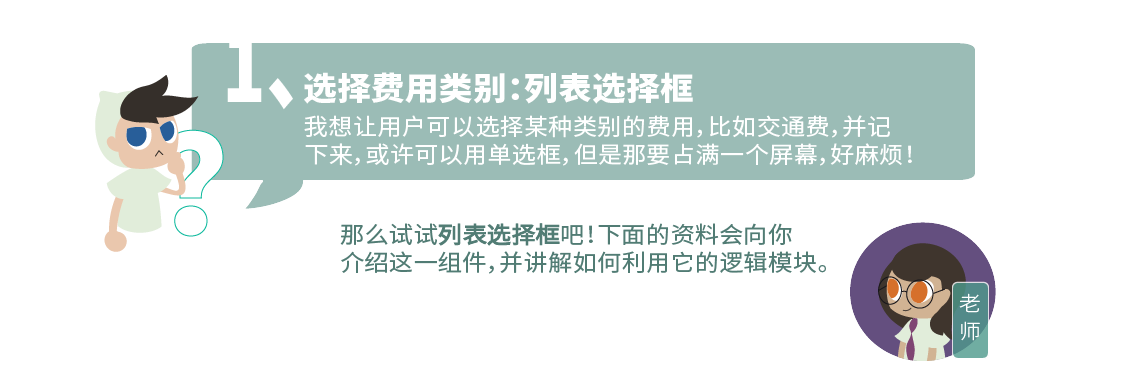 1、选择费用类别：列表选择框
我想让用户可以选择某种类别的费用，比如交通费，并记
下来，或许可以用单选框，但是那要占满一个屏幕，好麻烦！
?
那么试试列表选择框吧！下面的资料会向你
介绍这一组件，并讲解如何利用它的逻辑模块。
老
师